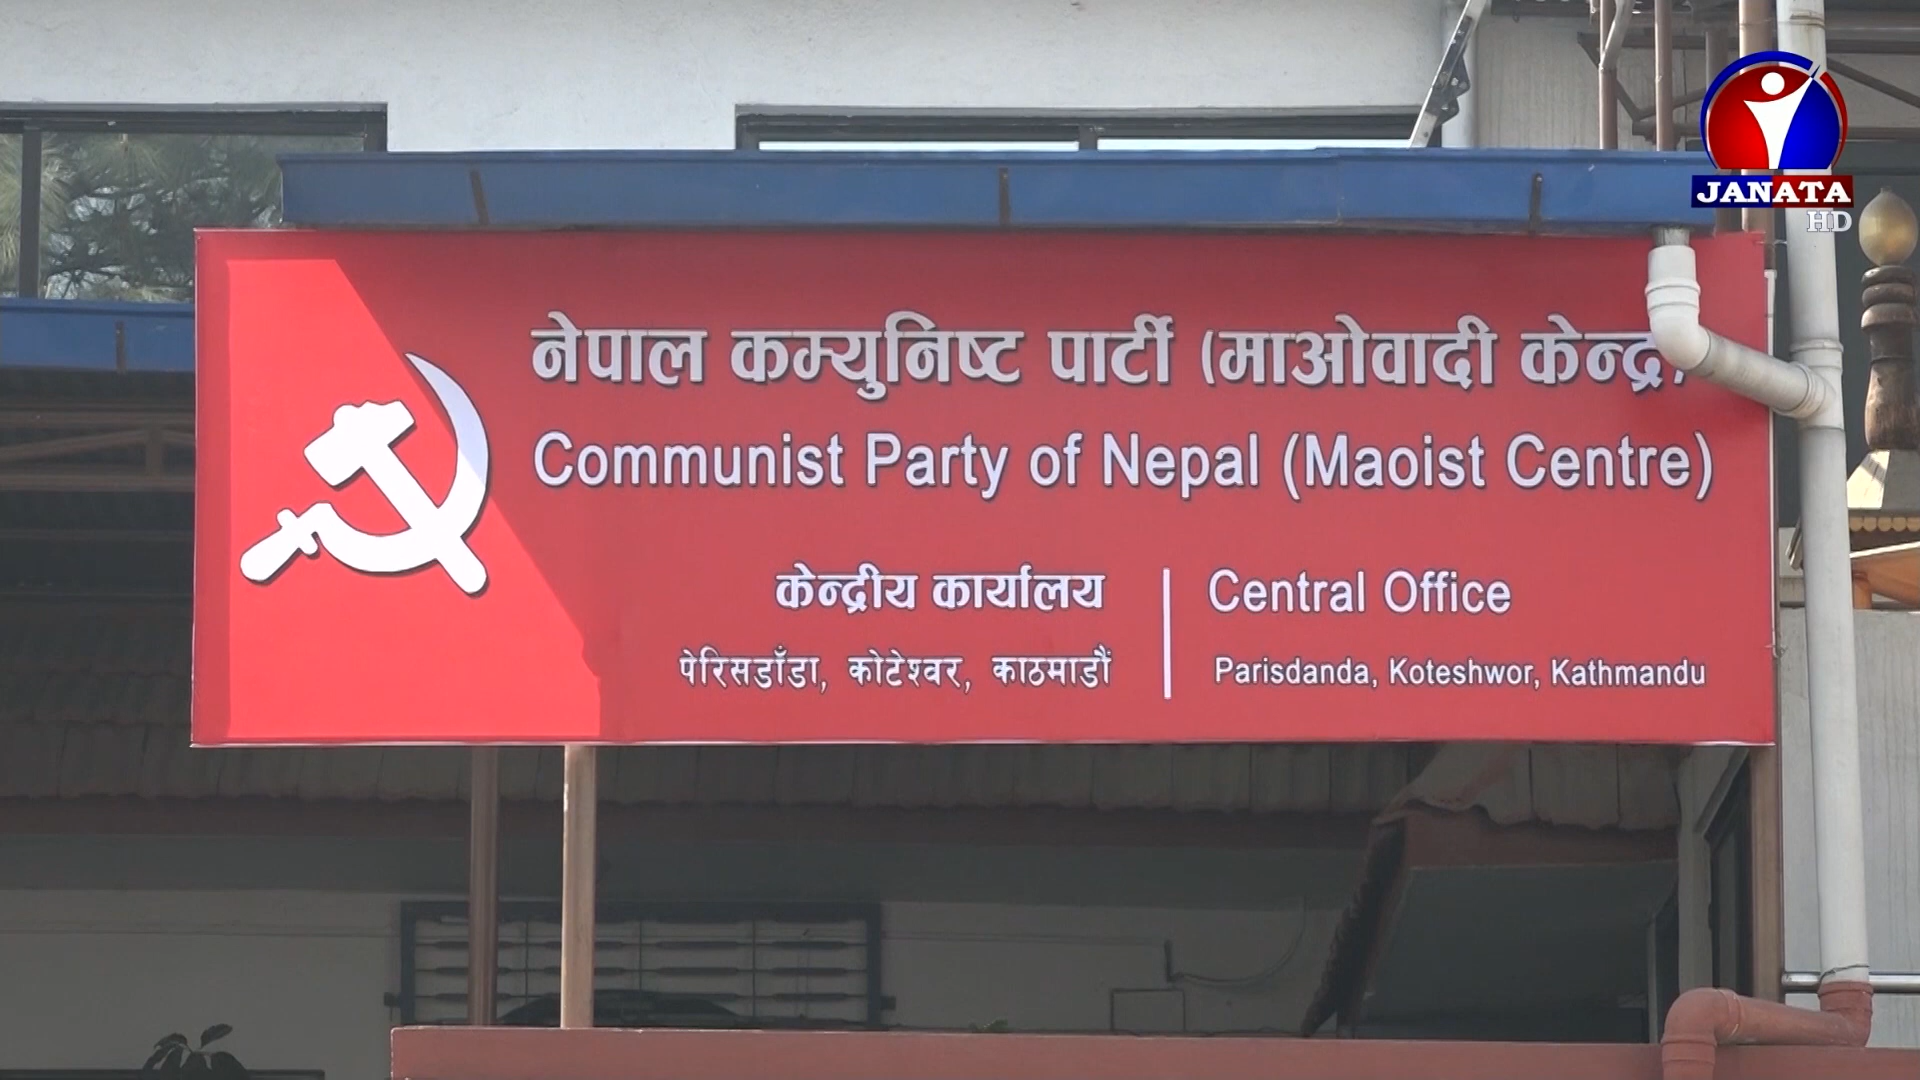 JANATA
HD
नेपाल कम्युनिष्ट पार्टी (माओवादी केन्द्र)
Communist Party of Nepal (Maoist Centre)
केन्द्रीय कार्यालय
पेरिसडाँडा, कोटेश्वर, काठमाडौं
Central Office
Parisdanda, Koteshwor, Kathmandu